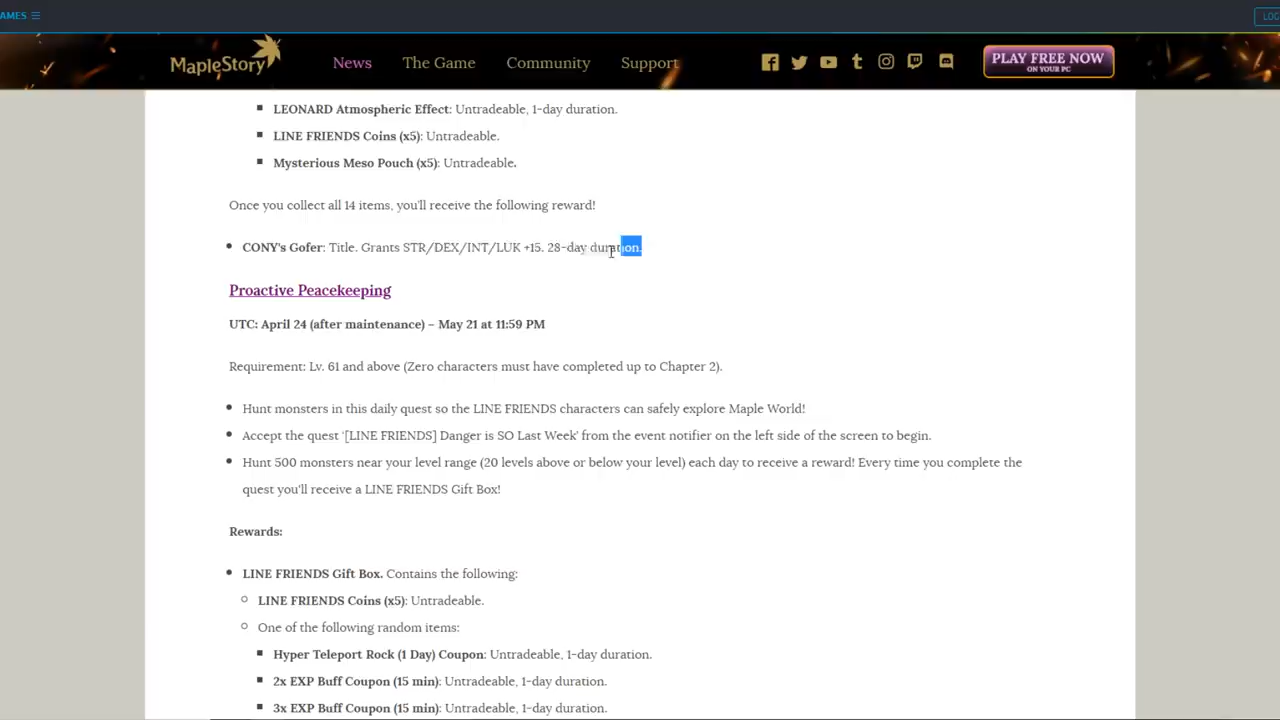 AMES
LOG
MapleStory
News
The Game
Community
Support
PLAY FREE NOW
ON YOUR PC
LEONARD Atmospheric Effect: Untradeable, 1-day duration.
LINE FRIENDS Coins (x5): Untradeable.
Mysterious Meso Pouch (x5): Untradeable.
Once you collect all 14 items, you'll receive the following reward!
CONY's Gofer: Title. Grants STR/DEX/INT/LUK +15. 28-day duration.
Proactive Peacekeeping
UTC: April 24 (after maintenance) – May 21 at 11:59 PM
Requirement: Lv. 61 and above (Zero characters must have completed up to Chapter 2).
Hunt monsters in this daily quest so the LINE FRIENDS characters can safely explore Maple World!
Accept the quest ‘[LINE FRIENDS] Danger is SO Last Week’ from the event notifier on the left side of the screen to begin.
Hunt 500 monsters near your level range (20 levels above or below your level) each day to receive a reward! Every time you complete the
quest you'll receive a LINE FRIENDS Gift Box!
Rewards:
LINE FRIENDS Gift Box. Contains the following:
LINE FRIENDS Coins (x5): Untradeable.
One of the following random items:
Hyper Teleport Rock (1 Day) Coupon: Untradeable, 1-day duration.
2x EXP Buff Coupon (15 min): Untradeable, 1-day duration.
3x EXP Buff Coupon (15 min): Untradeable, 1-day duration.